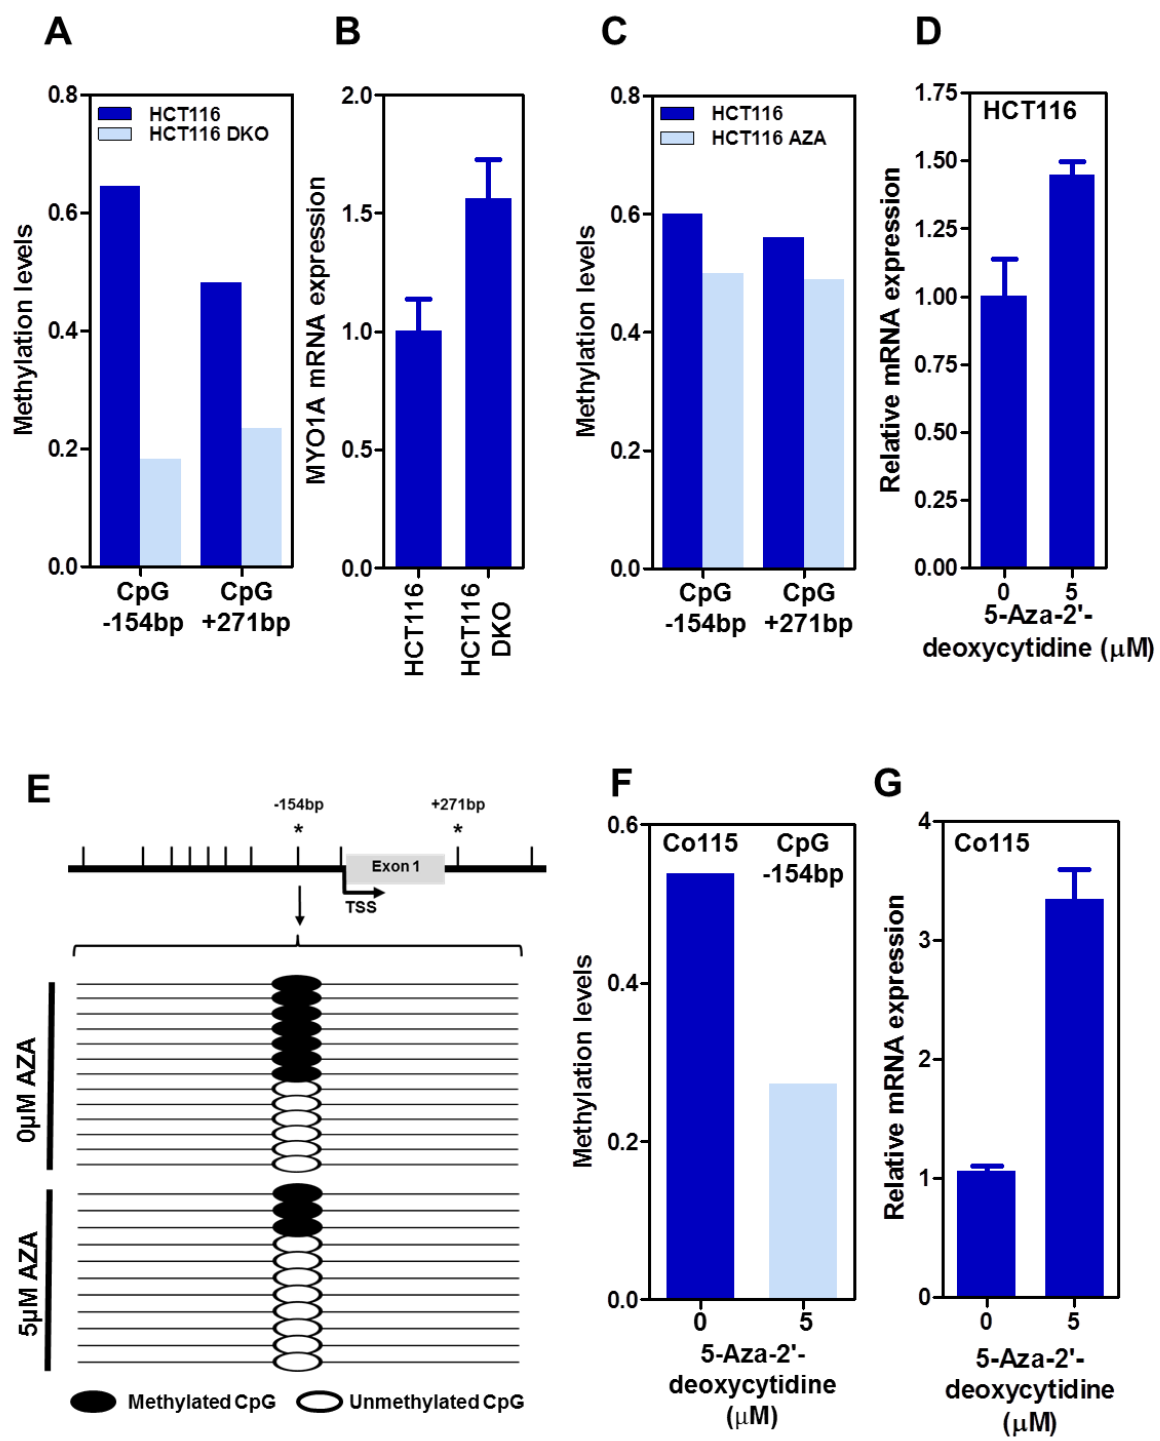 A
Methylation levels
0.8
0.6
0.4
0.2
0.0
HCT116
HCT116 DKO
CpG
-154bp
CpG
+271bp
B
MYO1A mRNA expression
2.0
1.5
1.0
0.5
0.0
HCT116
HCT116
DKO
C
Methylation levels
0.8
0.6
0.4
0.2
0.0
HCT116
HCT116 AZA
CpG
-154bp
CpG
+271bp
D
Relative mRNA expression
1.75
1.50
1.25
1.00
0.75
0.50
0.25
0.00
HCT116
0
5
5-Aza-2'-
deoxycytidine (μM)
E
-154bp
*
+271bp
*
Exon 1
TSS
0μM AZA
5μM AZA
Methylated CpG
Unmethylated CpG
F
Methylation levels
0.6
0.4
0.2
0.0
Co115
CpG
-154bp
0
5
5-Aza-2'-
deoxycytidine
(μM)
G
Relative mRNA expression
4
3
2
1
0
Co115
0
5
5-Aza-2'-
deoxycytidine
(μM)